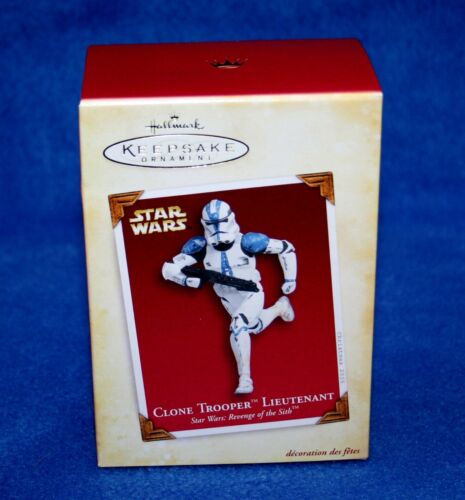 Hallmark
KEEPSAKE
ORNAMENT
STAR
WARS
CLONE TROOPER™ LIEUTENANT
Star Wars: Revenge of the Sith™
décoration des fêtes